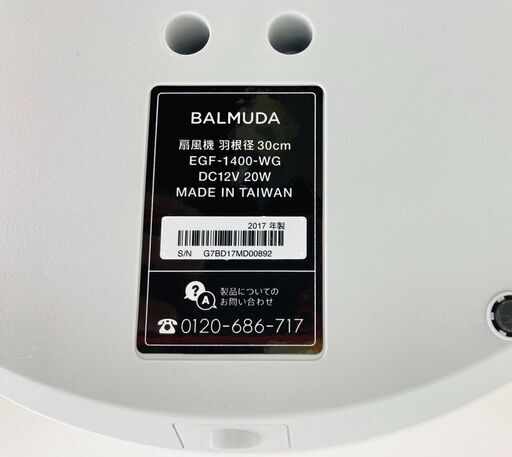 BALMUDA
扇風機 羽根径 30cm
EGF-1400-WG
DC12V 20W
MADE IN TAIWAN
2017 年製
S/N G7BD17MD00892
?
A
製品についての
お問い合わせ
☎0120-686-717